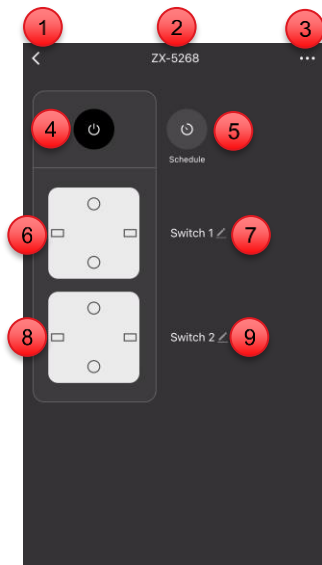 1 2 3
ZX-5268
4 5
Schedule
6 Switch 1 7
8 Switch 2 9